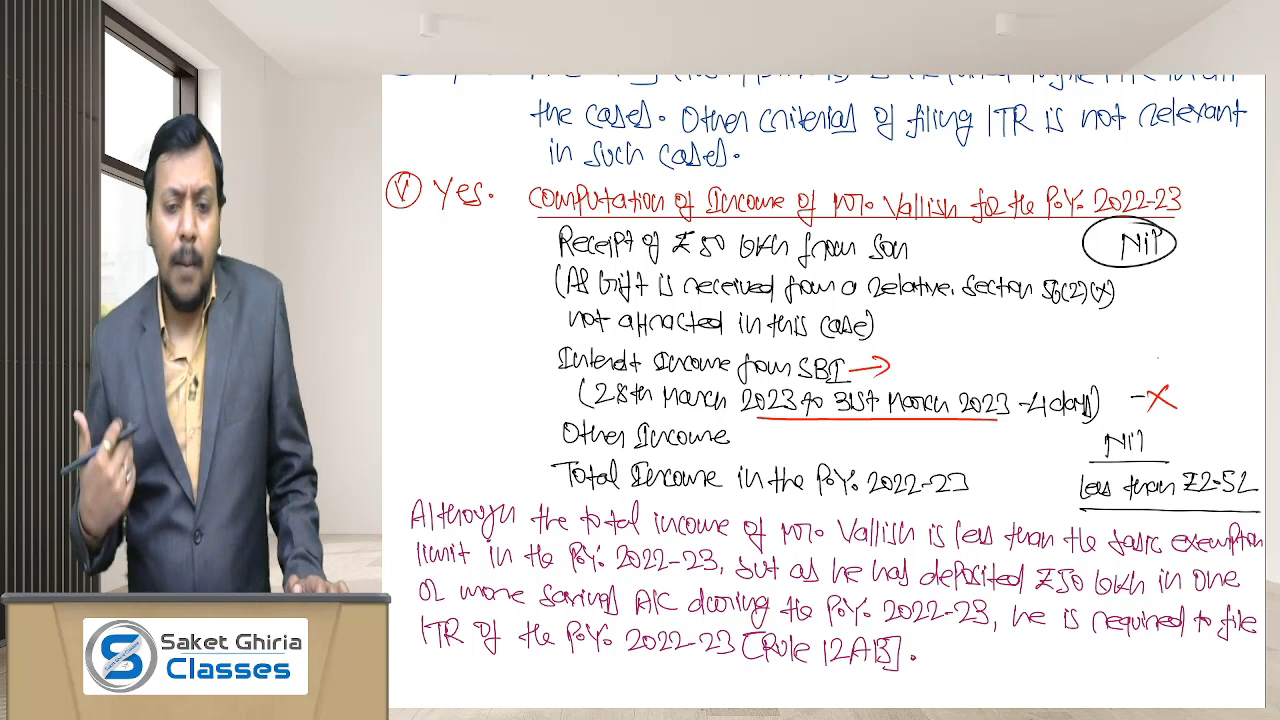 the cases. Other criterias of filing ITR is not relevant
in such cases.
(V) Yes. Computation of Income of Mr. Vallish for the P.Y. 2022-23
Receipt of ₹50 lakh from son Nil
(As Gift is received from a relative. Section 56(2)(x)
not attracted in this case)
Interest Income from SBI →
(28th March 2023 to 31st March 2023 - 4 days) - X
Other Income Nil
Total Income in the P.Y. 2022-23 less than ₹2.5L
Although the total income of Mr. Vallish is less than the basic exemption
limit in the P.Y. 2022-23, but as he has deposited ₹50 lakh in one
or more savings A/C during the P.Y. 2022-23, he is required to file
ITR of the P.Y. 2022-23 [Rule 12AB].
S
Saket Ghiria
Classes